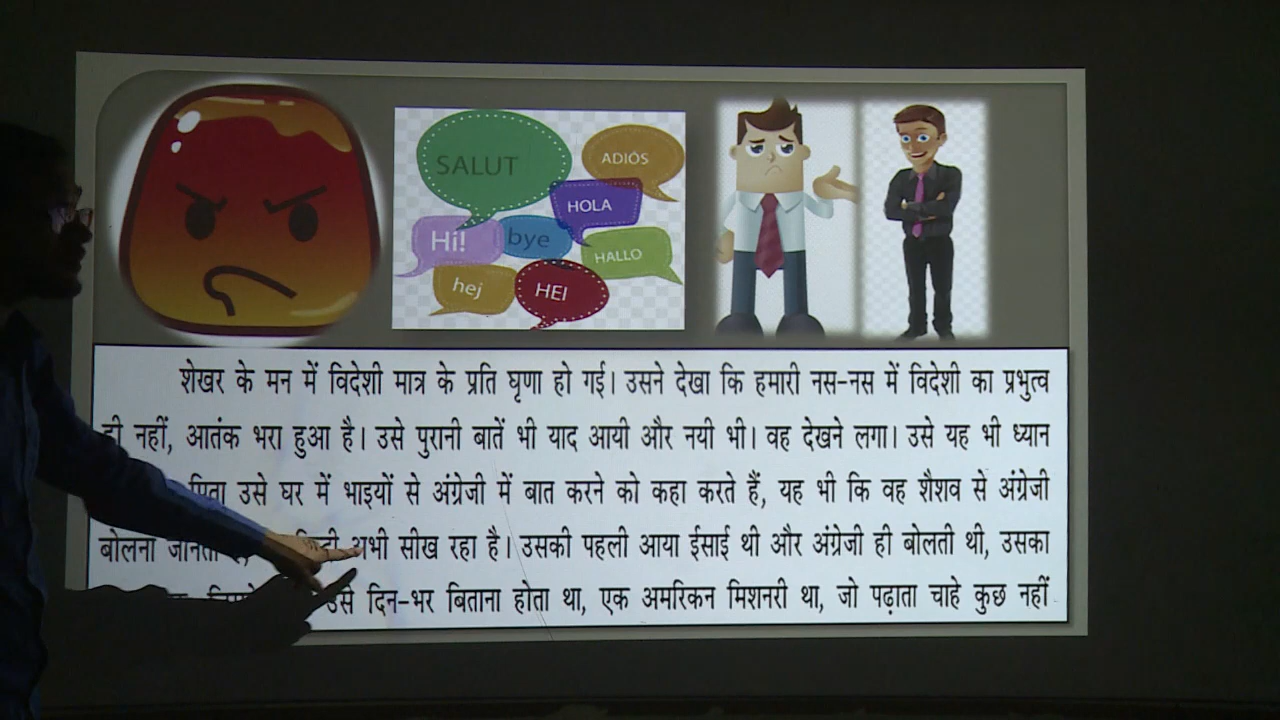 SALUT
ADIÓS
HOLA
Hi!
bye
HALLO
hej
HEI
शेखर के मन में विदेशी मात्र के प्रति घृणा हो गई। उसने देखा कि हमारी नस-नस में विदेशी का प्रभुत्व
ही नहीं, आतंक भरा हुआ है। उसे पुरानी बातें भी याद आयी और नयी भी। वह देखने लगा। उसे यह भी ध्यान
पिता उसे घर में भाइयों से अंग्रेजी में बात करने को कहा करते हैं, यह भी कि वह शैशव से अंग्रेजी
बोलना जानता है, अभी सीख रहा है। उसकी पहली आया ईसाई थी और अंग्रेजी ही बोलती थी, उसका
उसे दिन-भर बिताना होता था, एक अमरिकन मिशनरी था, जो पढ़ाता चाहे कुछ नहीं